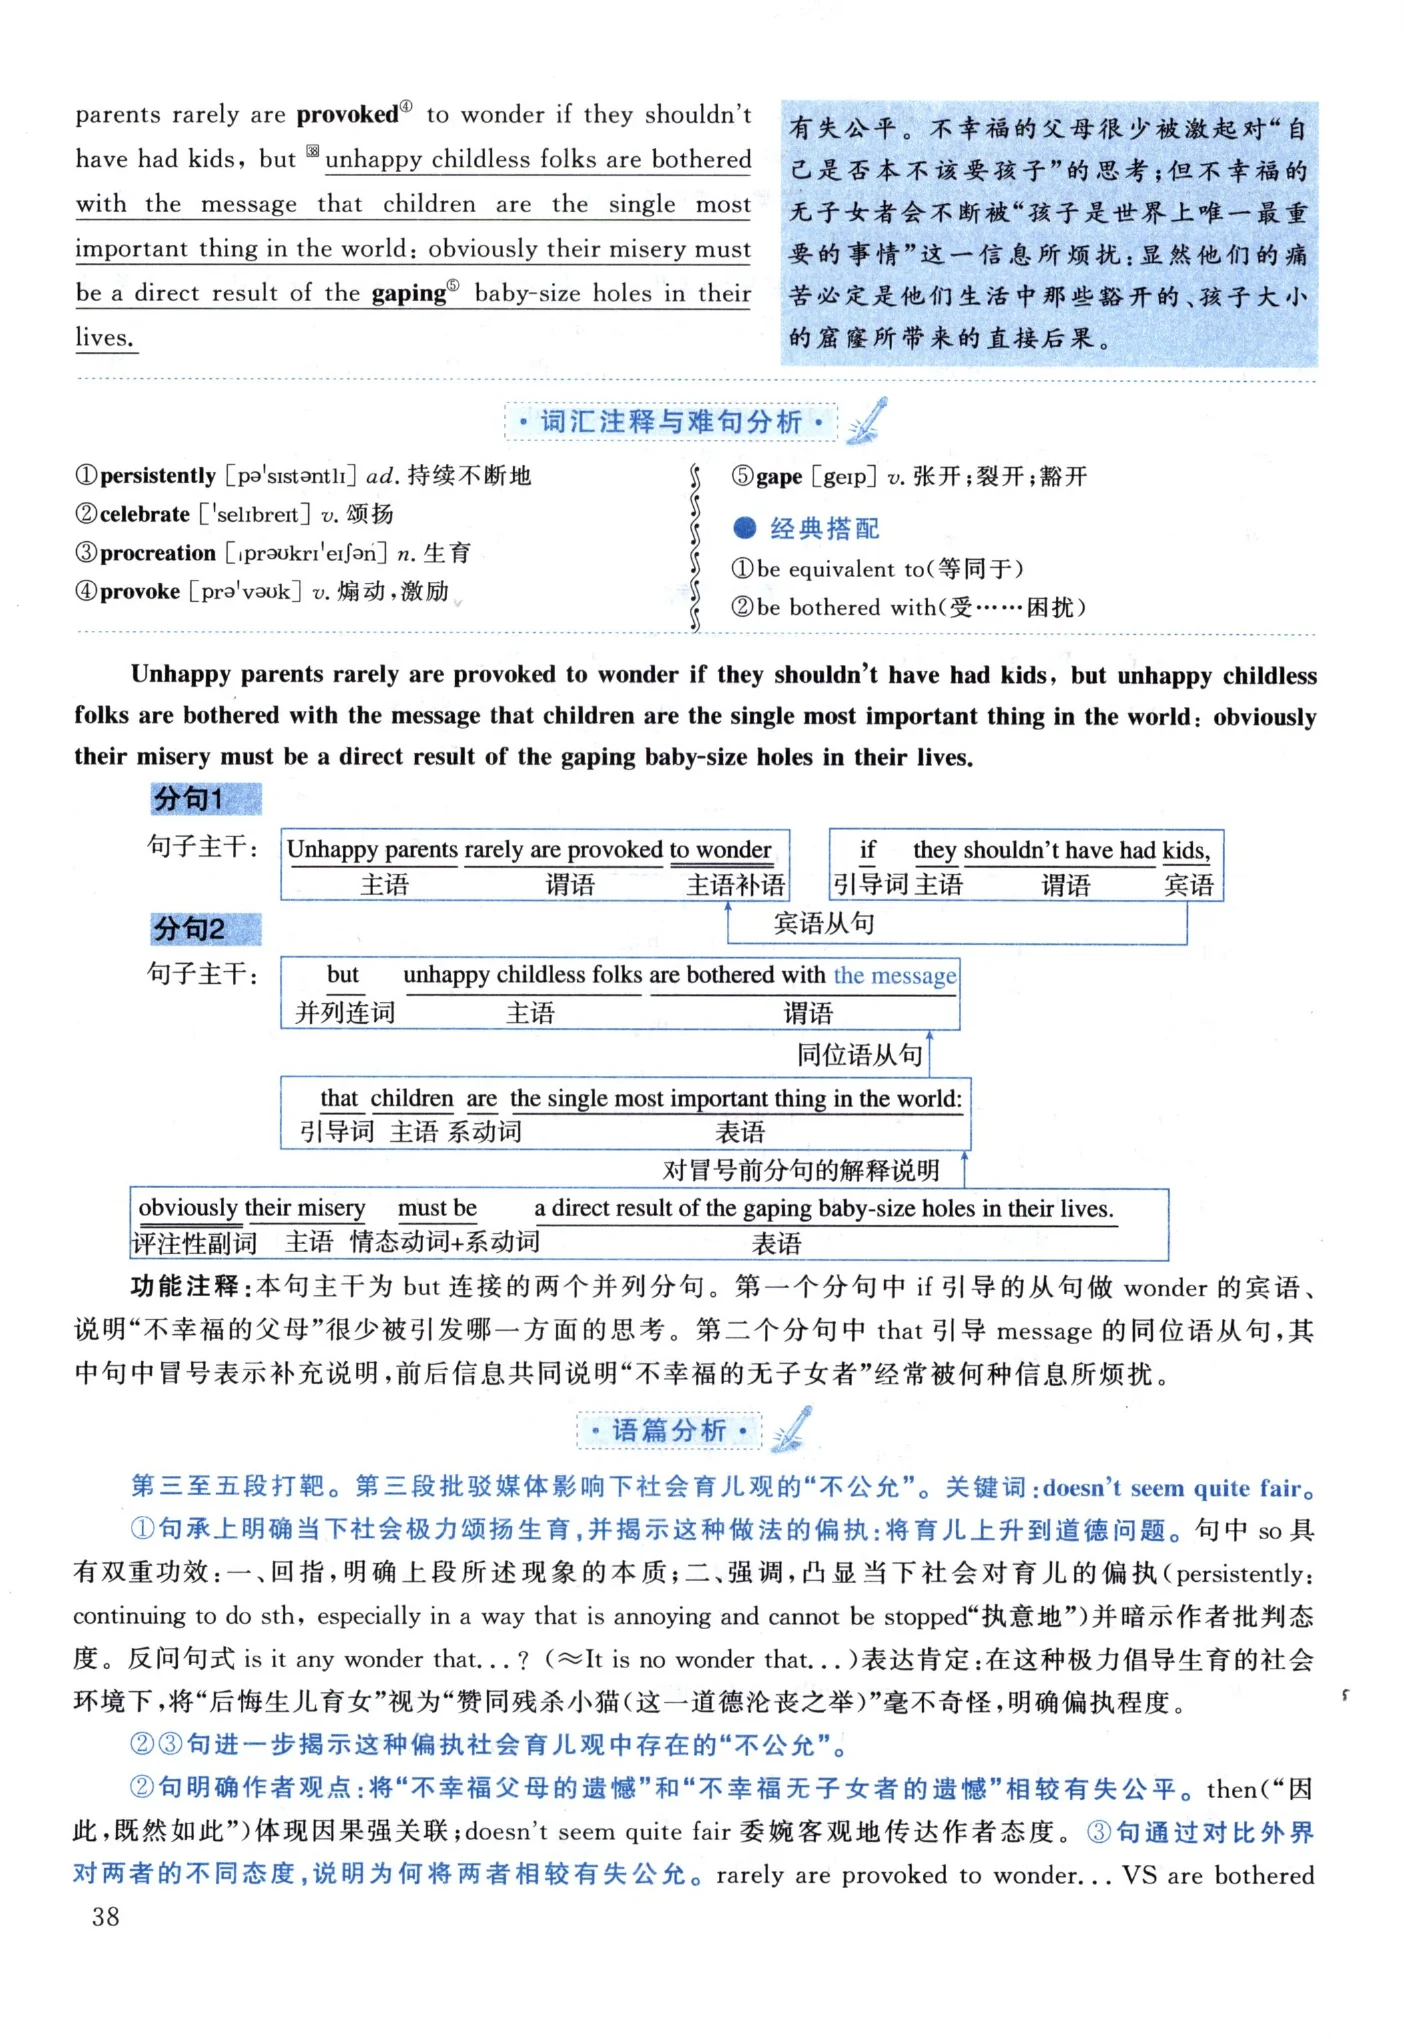 parents rarely are provoked④ to wonder if they shouldn't
have had kids, but 38 unhappy childless folks are bothered
with the message that children are the single most
important thing in the world: obviously their misery must
be a direct result of the gaping⑤ baby-size holes in their
lives.
有失公平。不幸福的父母很少被激起对“自
己是否本不该要孩子”的思考;但不幸福的
无子女者会不断被“孩子是世界上唯一最重
要的事情”这一信息所烦扰:显然他们的痛
苦必定是他们生活中那些豁开的、孩子大小
的窟窿所带来的直接后果。
·词汇注释与难句分析·
①persistently [pə'sɪstəntlɪ] ad. 持续不断地
②celebrate ['selɪbreɪt] v. 颂扬
③procreation [ˌprəʊkrɪ'eɪʃən] n. 生育
④provoke [prə'vəʊk] v. 煽动,激励
⑤gape [geɪp] v. 张开;裂开;豁开
● 经典搭配
①be equivalent to(等同于)
②be bothered with(受……困扰)
Unhappy parents rarely are provoked to wonder if they shouldn't have had kids, but unhappy childless
folks are bothered with the message that children are the single most important thing in the world: obviously
their misery must be a direct result of the gaping baby-size holes in their lives.
分句1
句子主干: Unhappy parents rarely are provoked to wonder if they shouldn't have had kids,
主语 谓语 主语补语 引导词 主语 谓语 宾语
宾语从句
分句2
句子主干: but unhappy childless folks are bothered with the message
并列连词 主语 谓语
同位语从句
that children are the single most important thing in the world:
引导词 主语 系动词 表语
对冒号前分句的解释说明
obviously their misery must be a direct result of the gaping baby-size holes in their lives.
评注性副词 主语 情态动词+系动词 表语
功能注释:本句主干为 but 连接的两个并列分句。第一个分句中 if 引导的从句做 wonder 的宾语、
说明“不幸福的父母”很少被引发哪一方面的思考。第二个分句中 that 引导 message 的同位语从句,其
中句中冒号表示补充说明,前后信息共同说明“不幸福的无子女者”经常被何种信息所烦扰。
·语篇分析·
第三至五段打靶。第三段批驳媒体影响下社会育儿观的“不公允”。关键词:doesn't seem quite fair。
①句承上明确当下社会极力颂扬生育,并揭示这种做法的偏执:将育儿上升到道德问题。句中 so 具
有双重功效:一、回指,明确上段所述现象的本质;二、强调,凸显当下社会对育儿的偏执(persistently:
continuing to do sth, especially in a way that is annoying and cannot be stopped“执意地”)并暗示作者批判态
度。反问句式 is it any wonder that...? (≈It is no wonder that...)表达肯定:在这种极力倡导生育的社会
环境下,将“后悔生儿育女”视为“赞同残杀小猫(这一道德沦丧之举)”毫不奇怪,明确偏执程度。
②③句进一步揭示这种偏执社会育儿观中存在的“不公允”。
②句明确作者观点:将“不幸福父母的遗憾”和“不幸福无子女者的遗憾”相较有失公平。then(“因
此,既然如此”)体现因果强关联;doesn't seem quite fair 委婉客观地传达作者态度。③句通过对比外界
对两者的不同态度,说明为何将两者相较有失公允。rarely are provoked to wonder... VS are bothered
38